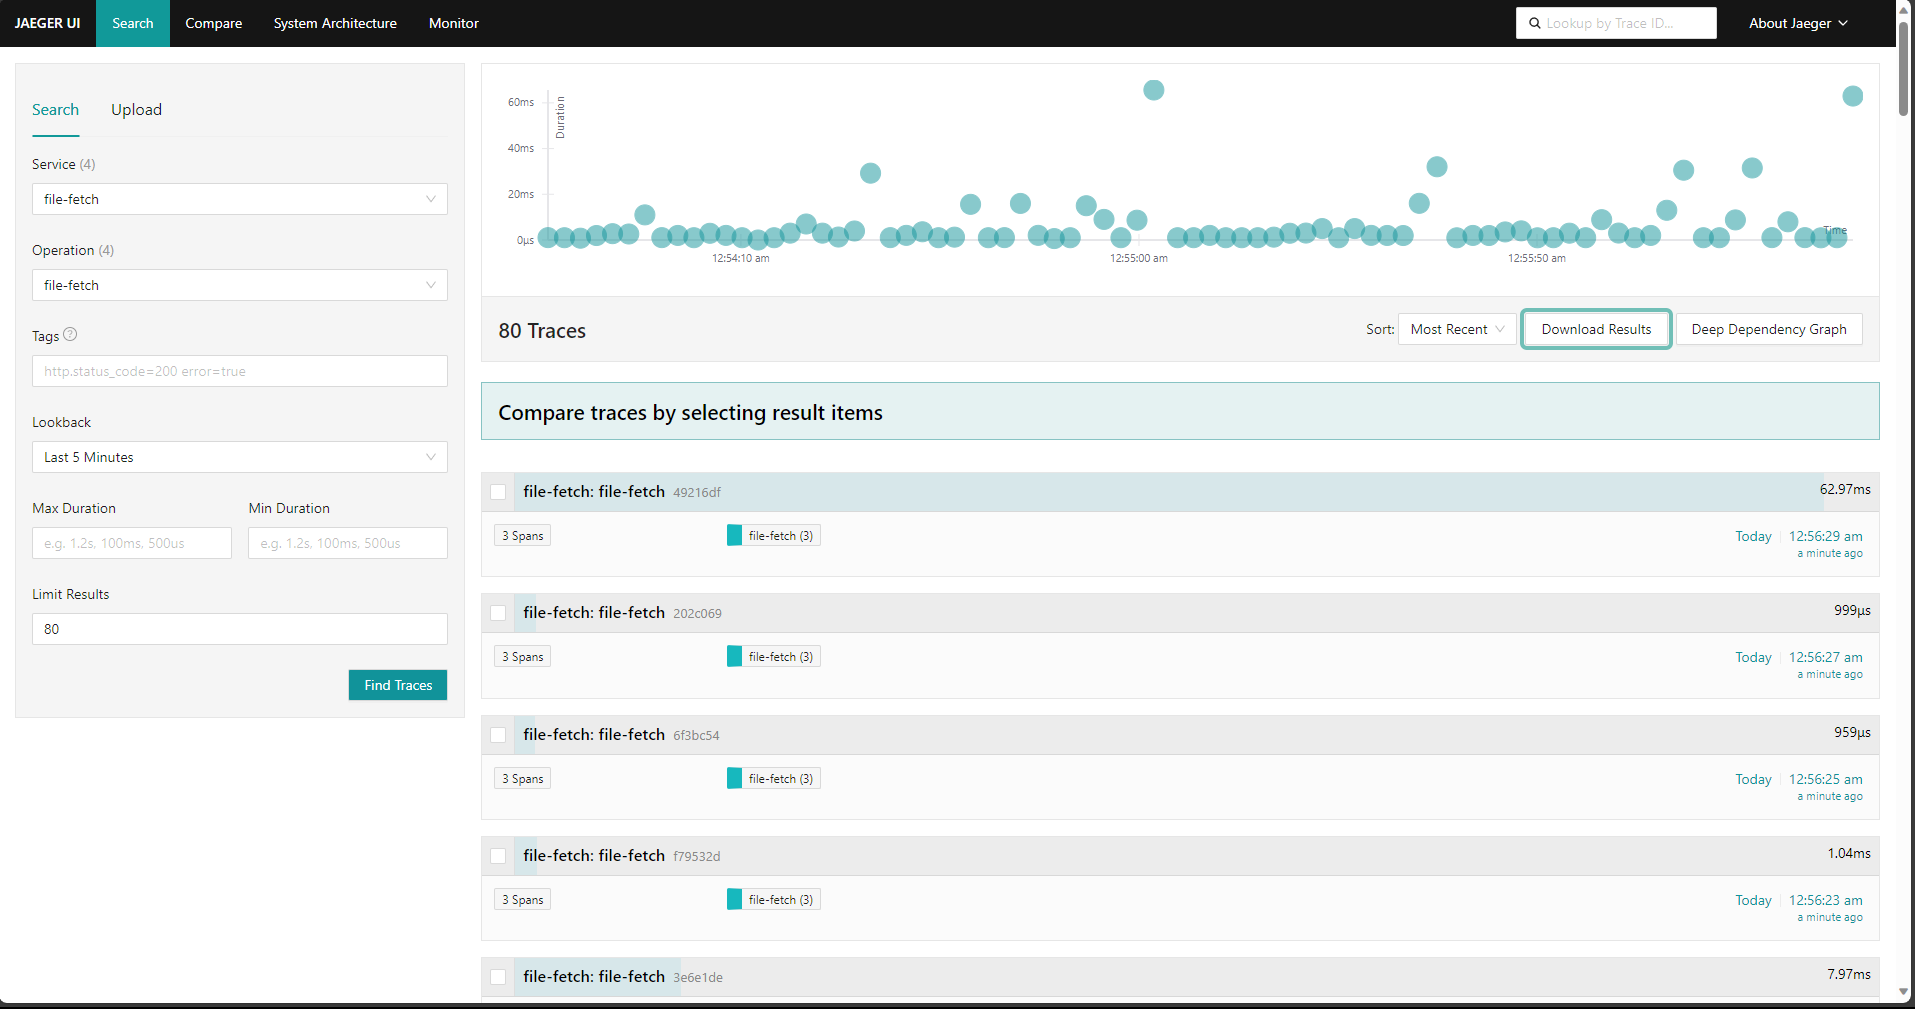 JAEGER UI
Search
Compare
System Architecture
Monitor
Lookup by Trace ID...
About Jaeger
Search
Upload
Service (4)
file-fetch
Operation (4)
file-fetch
Tags ?
http.status_code=200 error=true
Lookback
Last 5 Minutes
Max Duration
Min Duration
e.g. 1.2s, 100ms, 500us
e.g. 1.2s, 100ms, 500us
Limit Results
80
Find Traces
60ms
40ms
20ms
0µs
Duration
Time
12:54:10 am
12:55:00 am
12:55:50 am
80 Traces
Sort:
Most Recent
Download Results
Deep Dependency Graph
Compare traces by selecting result items
file-fetch: file-fetch 49216df
62.97ms
3 Spans
file-fetch (3)
Today
12:56:29 am
a minute ago
file-fetch: file-fetch 202c069
999µs
3 Spans
file-fetch (3)
Today
12:56:27 am
a minute ago
file-fetch: file-fetch 6f3bc54
959µs
3 Spans
file-fetch (3)
Today
12:56:25 am
a minute ago
file-fetch: file-fetch f79532d
1.04ms
3 Spans
file-fetch (3)
Today
12:56:23 am
a minute ago
file-fetch: file-fetch 3e6e1de
7.97ms